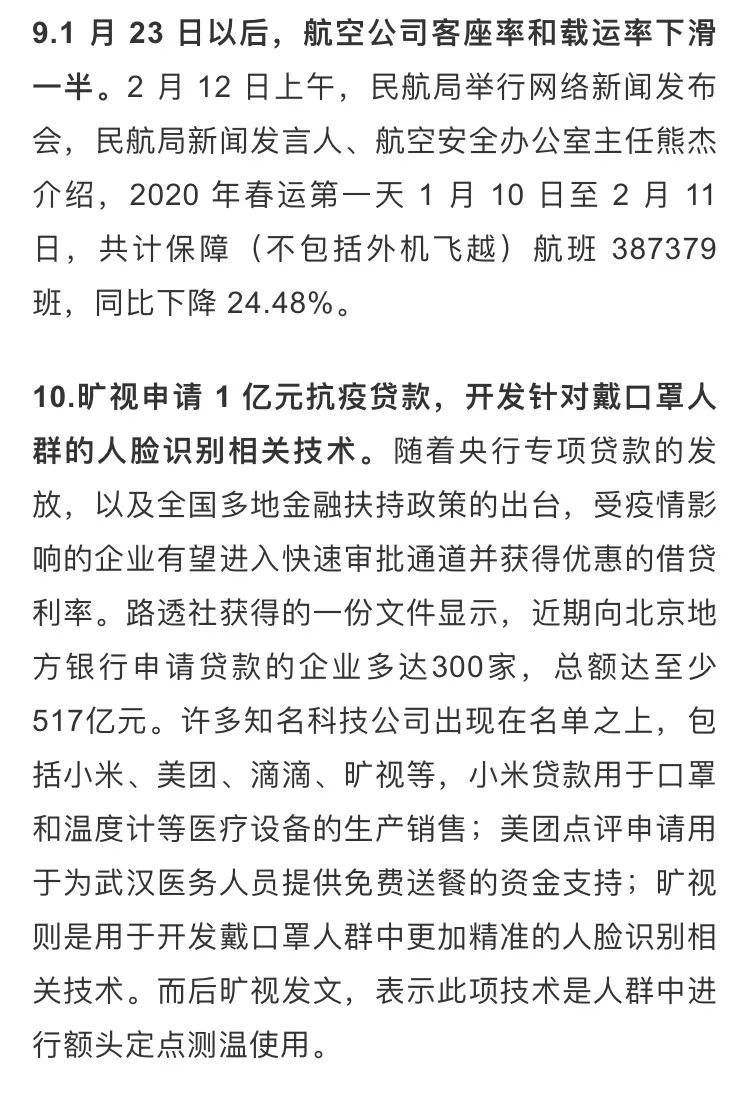 9.1 月 23 日以后，航空公司客座率和载运率下滑
一半。2 月 12 日上午，民航局举行网络新闻发布
会，民航局新闻发言人、航空安全办公室主任熊杰
介绍，2020 年春运第一天 1 月 10 日至 2 月 11
日，共计保障（不包括外机飞越）航班 387379
班，同比下降 24.48%。
10.旷视申请 1 亿元抗疫贷款，开发针对戴口罩人
群的人脸识别相关技术。随着央行专项贷款的发
放，以及全国多地金融扶持政策的出台，受疫情影
响的企业有望进入快速审批通道并获得优惠的借贷
利率。路透社获得的一份文件显示，近期向北京地
方银行申请贷款的企业多达300家，总额达至少
517亿元。许多知名科技公司出现在名单之上，包
括小米、美团、滴滴、旷视等，小米贷款用于口罩
和温度计等医疗设备的生产销售；美团点评申请用
于为武汉医务人员提供免费送餐的资金支持；旷视
则是用于开发戴口罩人群中更加精准的人脸识别相
关技术。而后旷视发文，表示此项技术是人群中进
行额头定点测温使用。